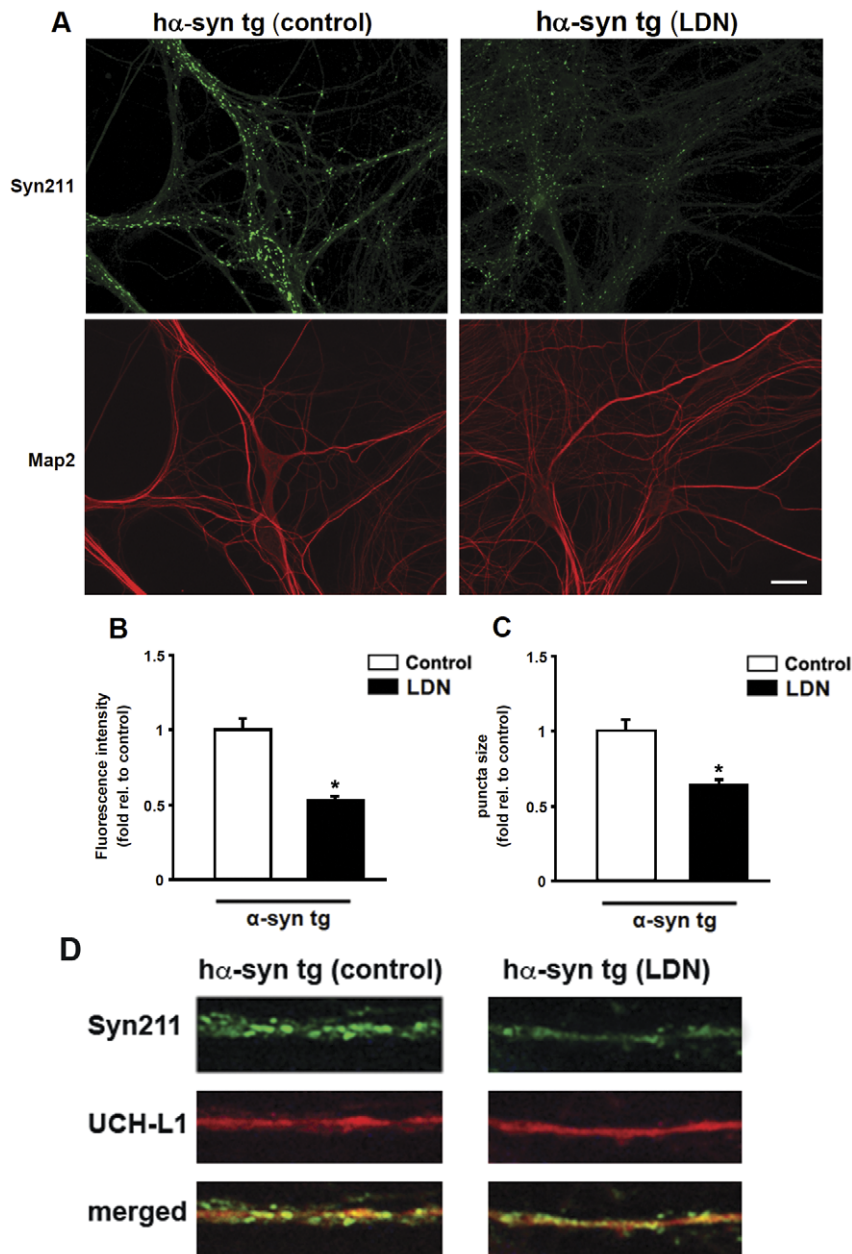 A
hα-syn tg (control)
hα-syn tg (LDN)
Syn211
Map2
B
Fluorescence intensity
(fold rel. to control)
1.5
1
0.5
0
Control
LDN
*
α-syn tg
C
puncta size
(fold rel. to control)
1.5
1
0.5
0
Control
LDN
*
α-syn tg
D
hα-syn tg (control)
hα-syn tg (LDN)
Syn211
UCH-L1
merged